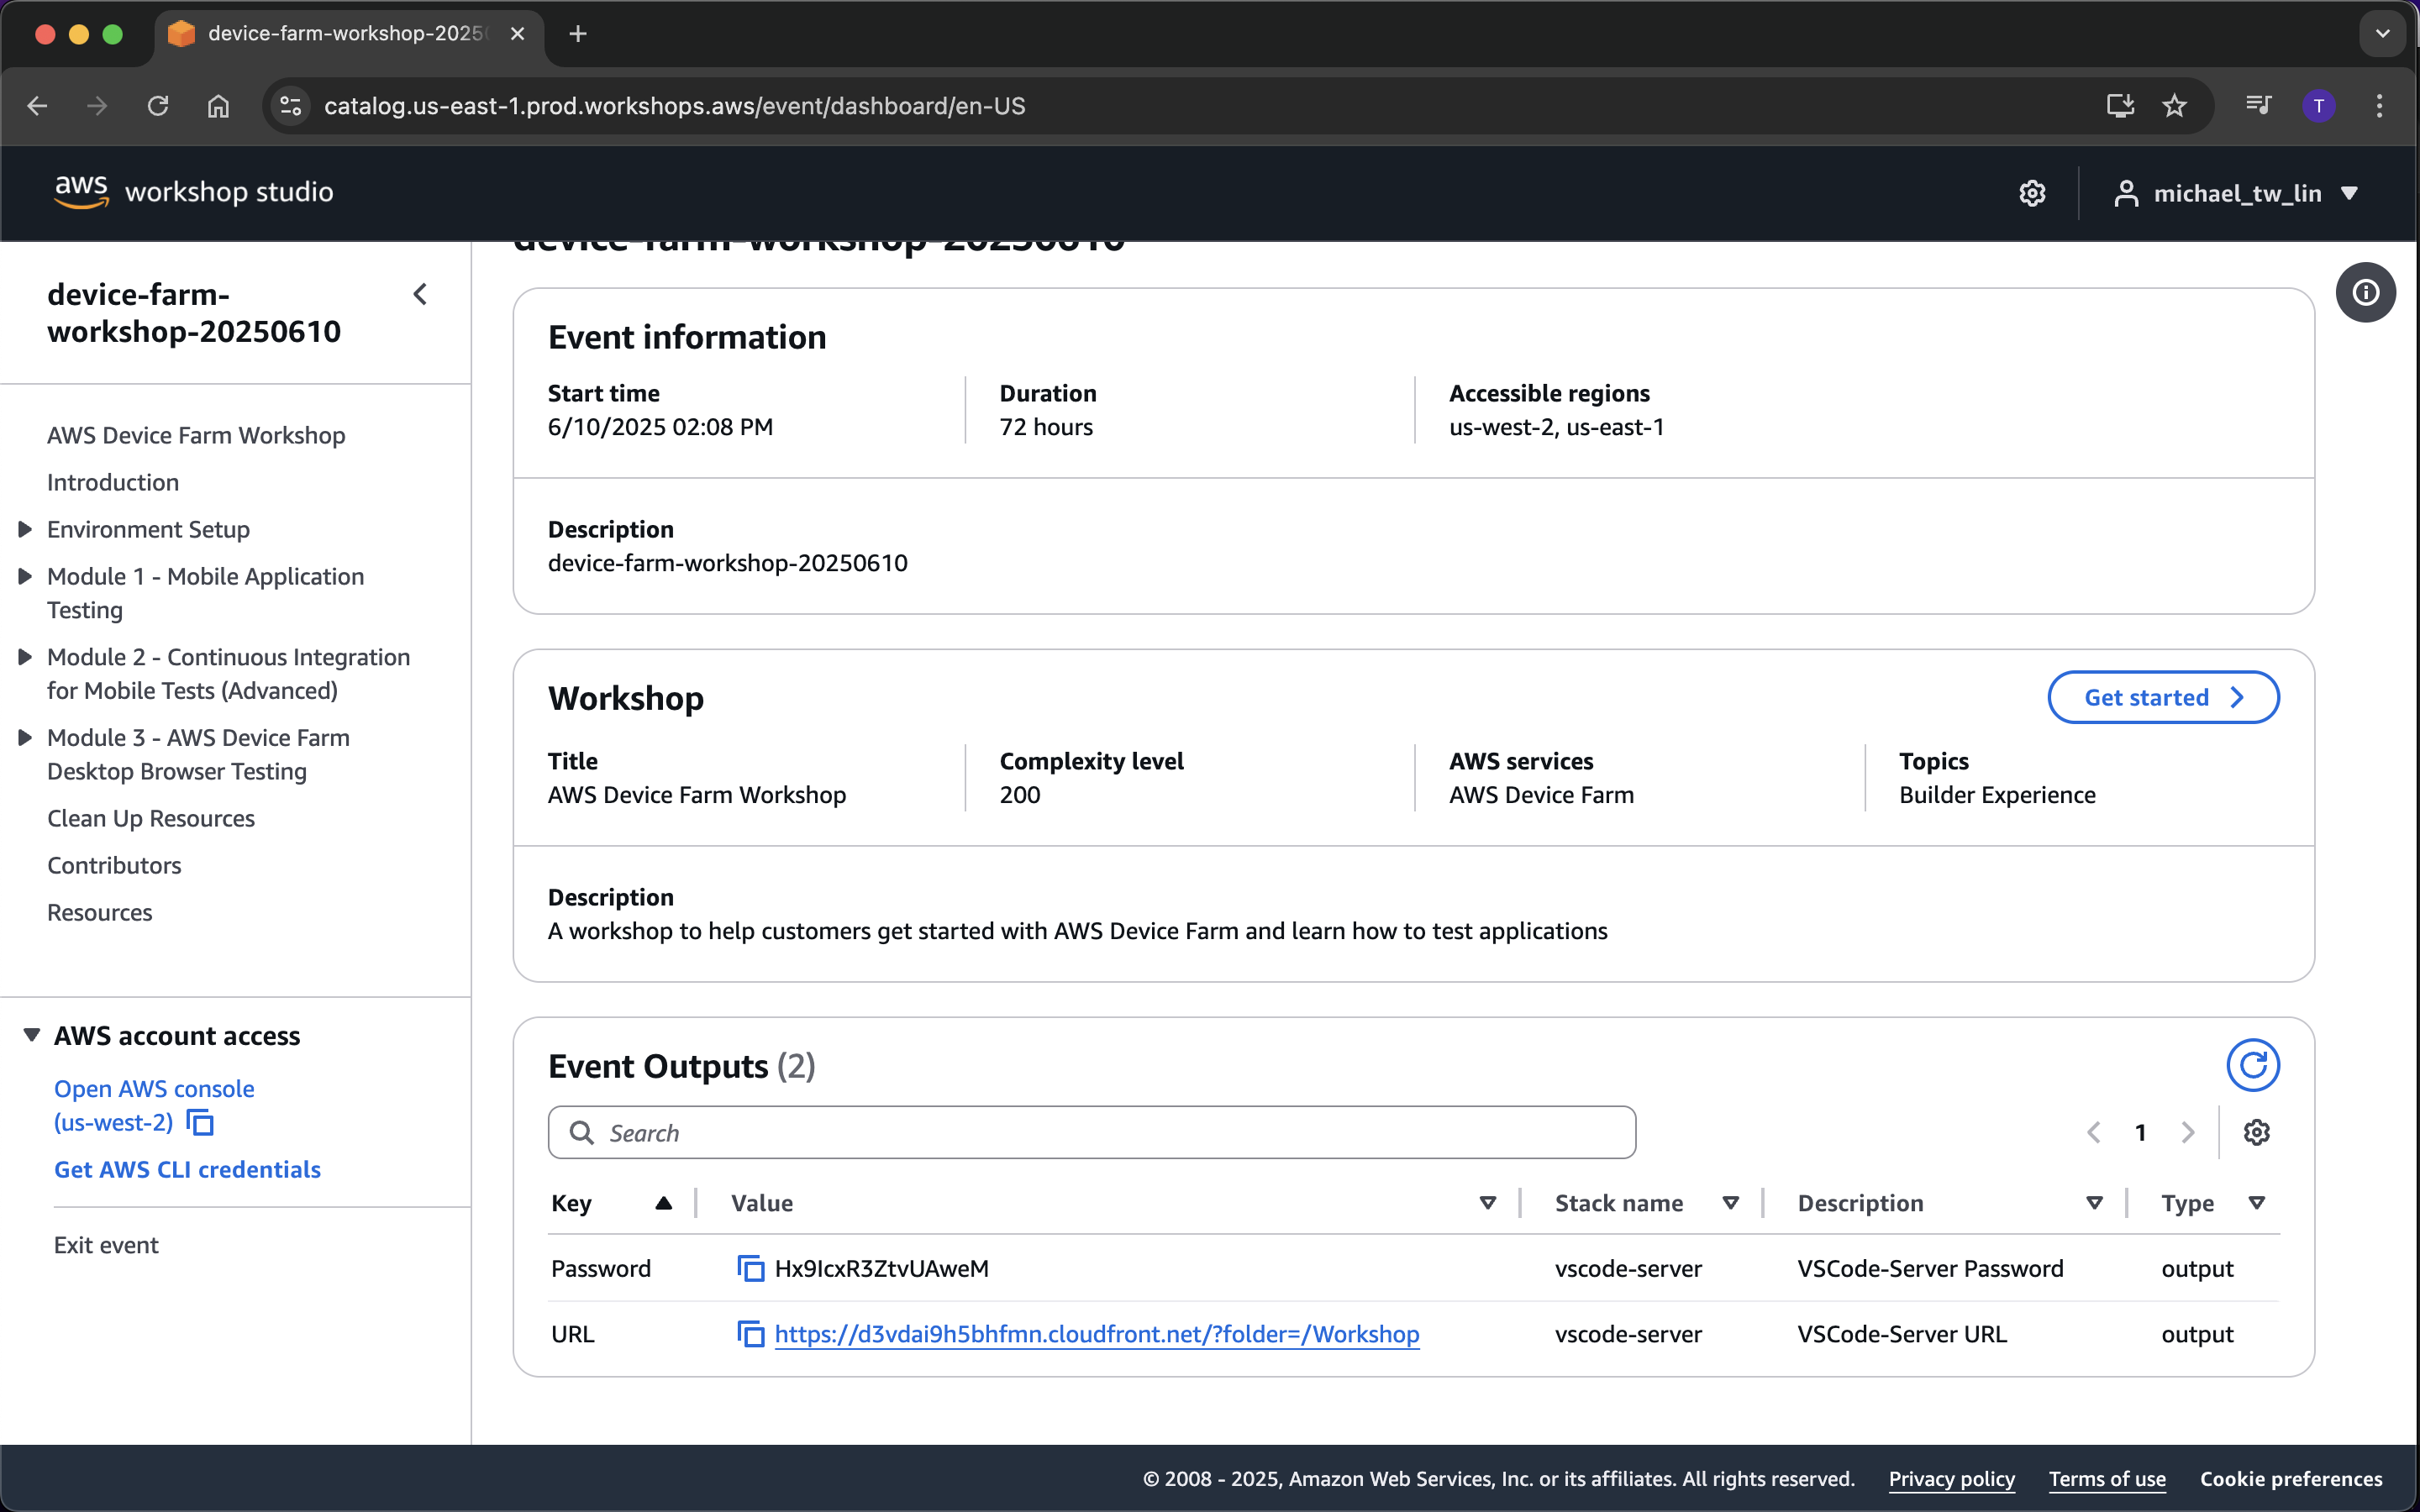 device-farm-workshop-2025
catalog.us-east-1.prod.workshops.aws/event/dashboard/en-US
T
aws workshop studio
michael_tw_lin
device-farm-workshop-20250610
device-farm-
workshop-20250610
AWS Device Farm Workshop
Introduction
Environment Setup
Module 1 - Mobile Application
Testing
Module 2 - Continuous Integration
for Mobile Tests (Advanced)
Module 3 - AWS Device Farm
Desktop Browser Testing
Clean Up Resources
Contributors
Resources
AWS account access
Open AWS console
(us-west-2)
Get AWS CLI credentials
Exit event
Event information
Start time Duration Accessible regions
6/10/2025 02:08 PM 72 hours us-west-2, us-east-1
Description
device-farm-workshop-20250610
Workshop
Get started
Title Complexity level AWS services Topics
AWS Device Farm Workshop 200 AWS Device Farm Builder Experience
Description
A workshop to help customers get started with AWS Device Farm and learn how to test applications
Event Outputs (2)
Search
1
Key Value Stack name Description Type
Password Hx9IcxR3ZtvUAweM vscode-server VSCode-Server Password output
URL https://d3vdai9h5bhfmn.cloudfront.net/?folder=/Workshop vscode-server VSCode-Server URL output
© 2008 - 2025, Amazon Web Services, Inc. or its affiliates. All rights reserved. Privacy policy Terms of use Cookie preferences